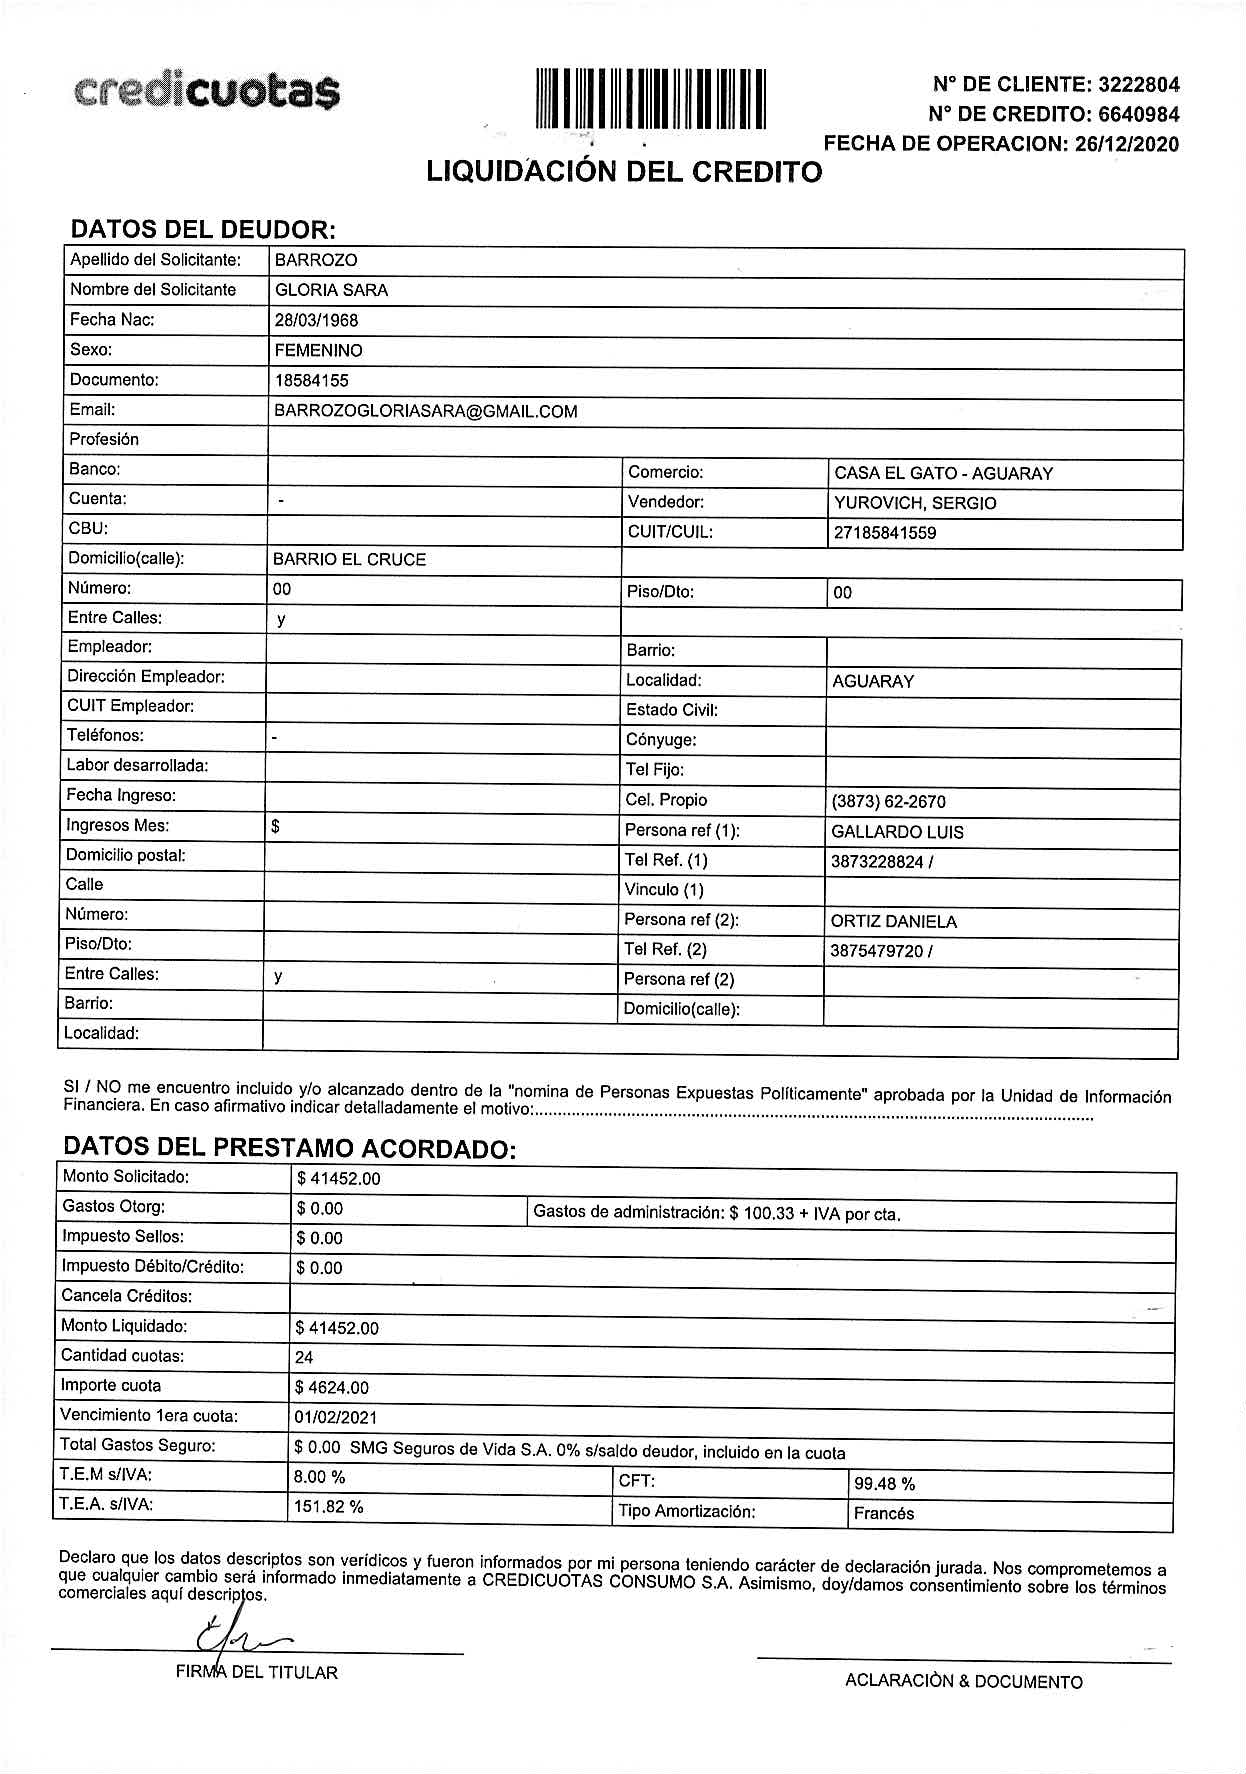 credicuotas
N° DE CLIENTE: 3222804
N° DE CREDITO: 6640984
FECHA DE OPERACION: 26/12/2020
LIQUIDACIÓN DEL CREDITO
DATOS DEL DEUDOR:
Apellido del Solicitante: BARROZO
Nombre del Solicitante GLORIA SARA
Fecha Nac: 28/03/1968
Sexo: FEMENINO
Documento: 18584155
Email: BARROZOGLORIASARA@GMAIL.COM
Profesión
Banco: Comercio: CASA EL GATO - AGUARAY
Cuenta: - Vendedor: YUROVICH, SERGIO
CBU: CUIT/CUIL: 27185841559
Domicilio(calle): BARRIO EL CRUCE
Número: 00 Piso/Dto: 00
Entre Calles: y
Empleador: Barrio:
Dirección Empleador: Localidad: AGUARAY
CUIT Empleador: Estado Civil:
Teléfonos: - Cónyuge:
Labor desarrollada: Tel Fijo:
Fecha Ingreso: Cel. Propio (3873) 62-2670
Ingresos Mes: $ Persona ref (1): GALLARDO LUIS
Domicilio postal: Tel Ref. (1) 3873228824 /
Calle Vinculo (1)
Número: Persona ref (2): ORTIZ DANIELA
Piso/Dto: Tel Ref. (2) 3875479720 /
Entre Calles: y Persona ref (2)
Barrio: Domicilio(calle):
Localidad:
SI / NO me encuentro incluido y/o alcanzado dentro de la "nomina de Personas Expuestas Políticamente" aprobada por la Unidad de Información
Financiera. En caso afirmativo indicar detalladamente el motivo:........................................................................................................................
DATOS DEL PRESTAMO ACORDADO:
Monto Solicitado: $ 41452.00
Gastos Otorg: $ 0.00 Gastos de administración: $ 100.33 + IVA por cta.
Impuesto Sellos: $ 0.00
Impuesto Débito/Crédito: $ 0.00
Cancela Créditos:
Monto Liquidado: $ 41452.00
Cantidad cuotas: 24
Importe cuota $ 4624.00
Vencimiento 1era cuota: 01/02/2021
Total Gastos Seguro: $ 0.00 SMG Seguros de Vida S.A. 0% s/saldo deudor, incluido en la cuota
T.E.M s/IVA: 8.00 % CFT: 99.48 %
T.E.A. s/IVA: 151.82 % Tipo Amortización: Francés
Declaro que los datos descriptos son verídicos y fueron informados por mi persona teniendo carácter de declaración jurada. Nos comprometemos a
que cualquier cambio será informado inmediatamente a CREDICUOTAS CONSUMO S.A. Asimismo, doy/damos consentimiento sobre los términos
comerciales aquí descriptos.
FIRMA DEL TITULAR
ACLARACIÒN & DOCUMENTO